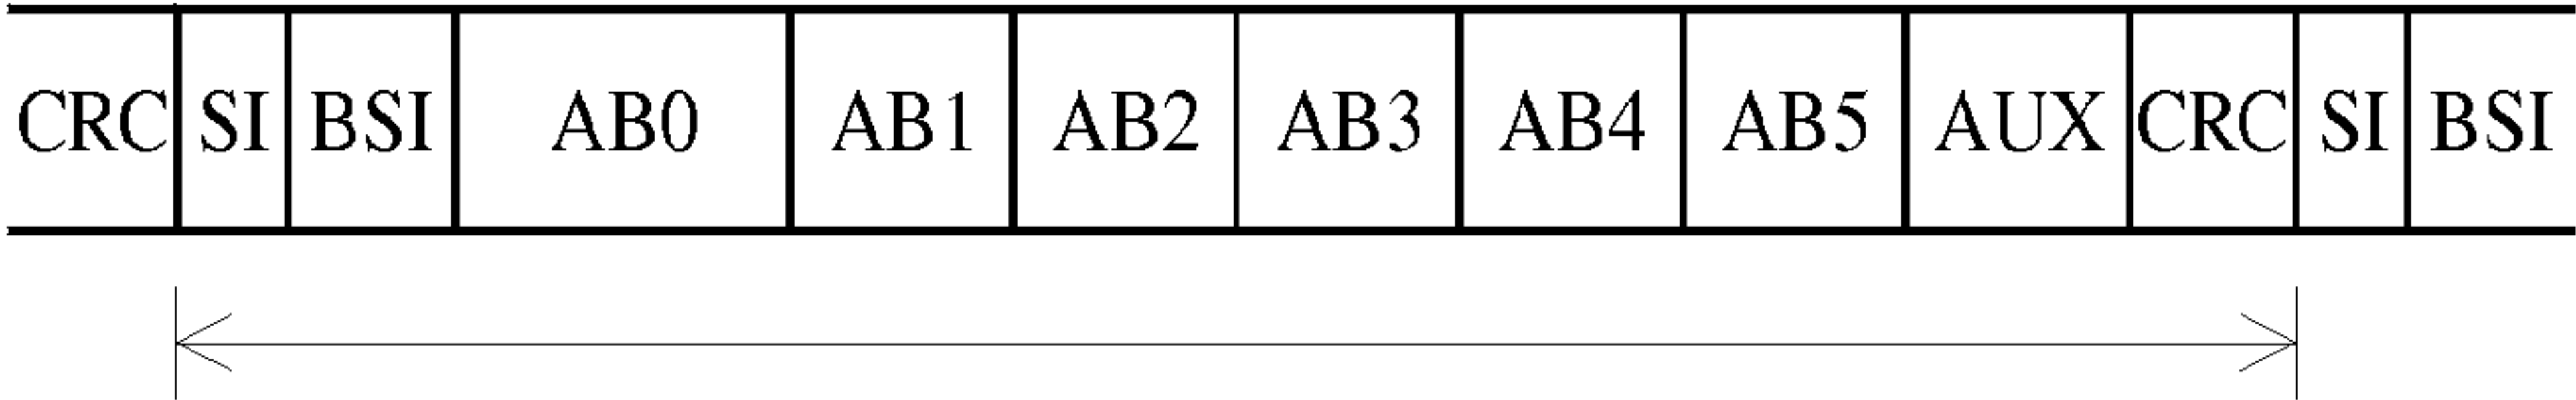 CRC SI BSI AB0 AB1 AB2 AB3 AB4 AB5 AUX CRC SI BSI